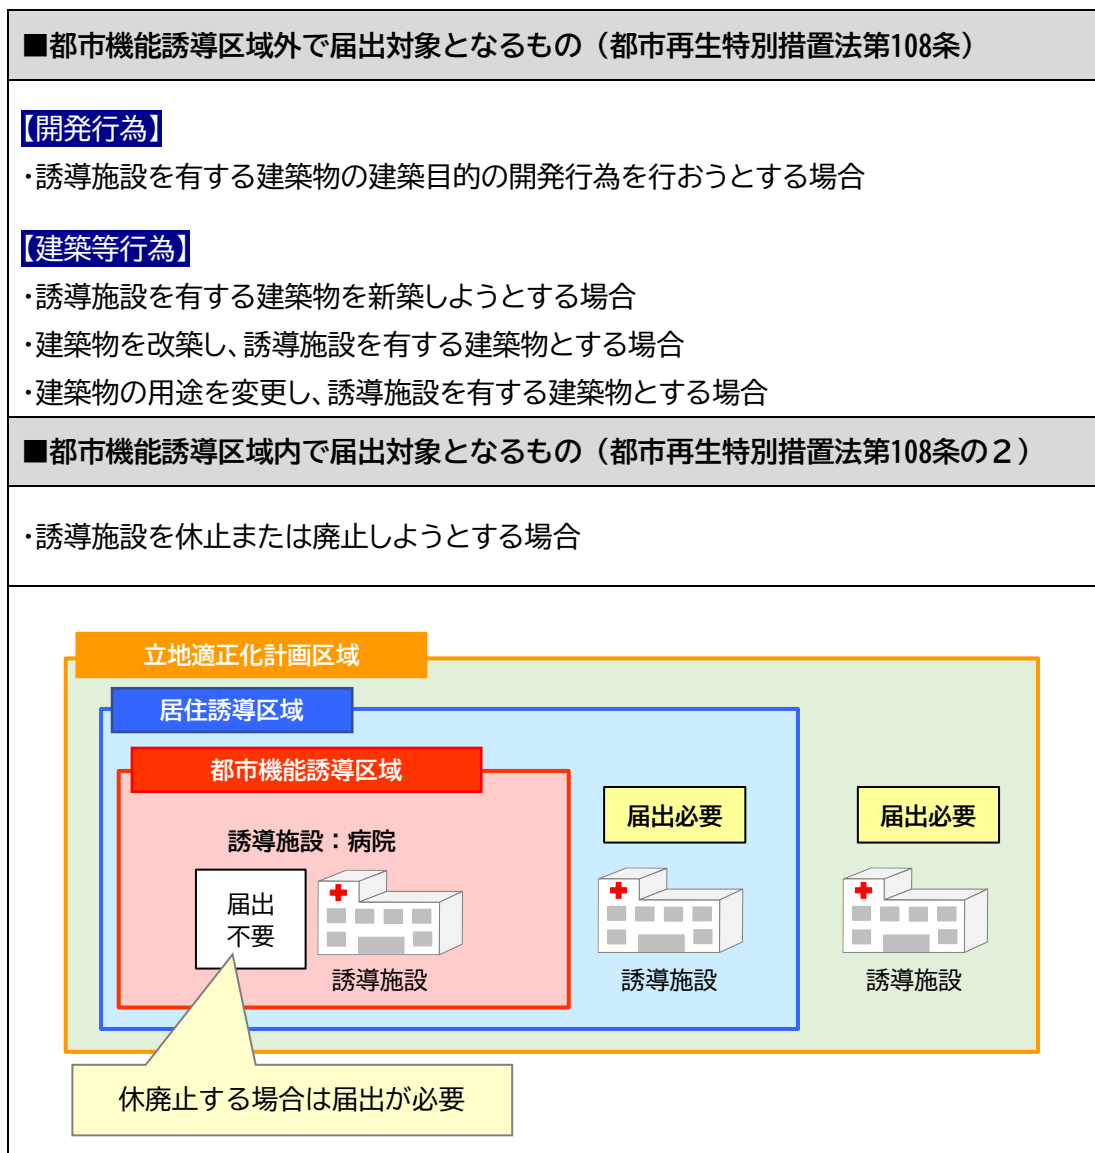 ■都市機能誘導区域外で届出対象となるもの（都市再生特別措置法第108条）
【開発行為】
・誘導施設を有する建築物の建築目的の開発行為を行おうとする場合
【建築等行為】
・誘導施設を有する建築物を新築しようとする場合
・建築物を改築し、誘導施設を有する建築物とする場合
・建築物の用途を変更し、誘導施設を有する建築物とする場合
■都市機能誘導区域内で届出対象となるもの（都市再生特別措置法第108条の２）
・誘導施設を休止または廃止しようとする場合
立地適正化計画区域
居住誘導区域
都市機能誘導区域
誘導施設：病院
届出
不要
誘導施設
届出必要
誘導施設
届出必要
誘導施設
休廃止する場合は届出が必要